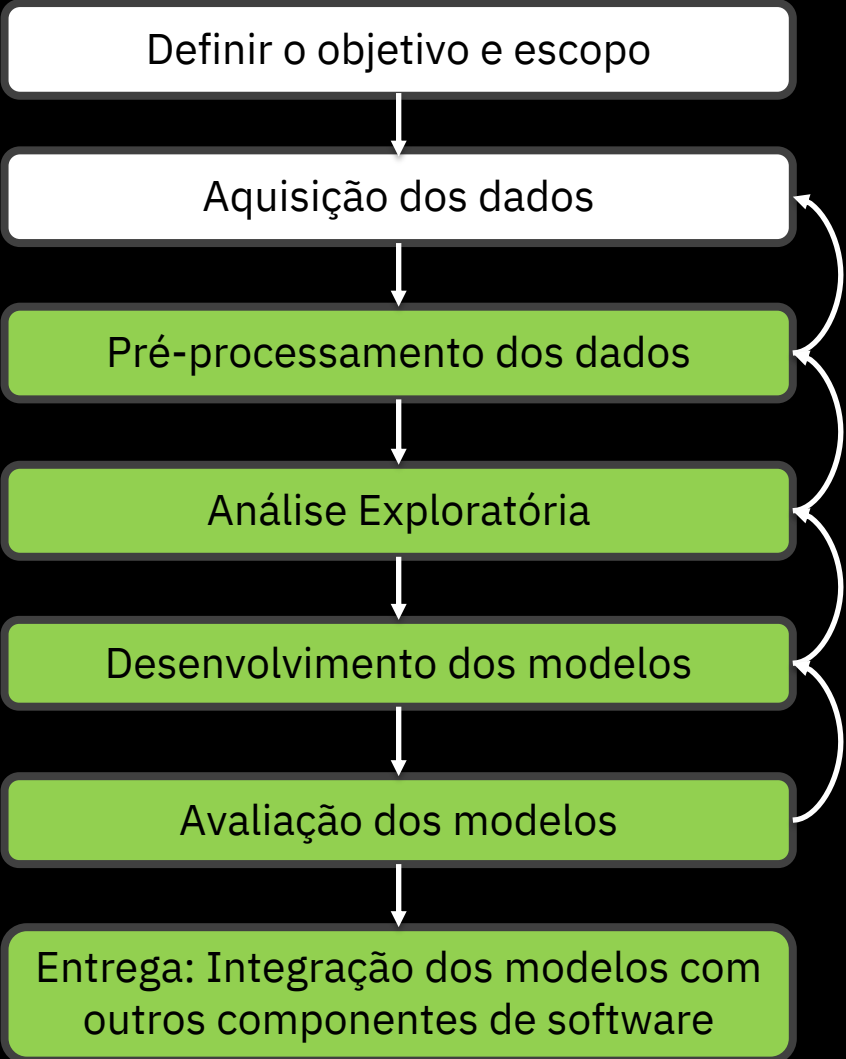 Definir o objetivo e escopo
Aquisição dos dados
Pré-processamento dos dados
Análise Exploratória
Desenvolvimento dos modelos
Avaliação dos modelos
Entrega: Integração dos modelos com
outros componentes de software